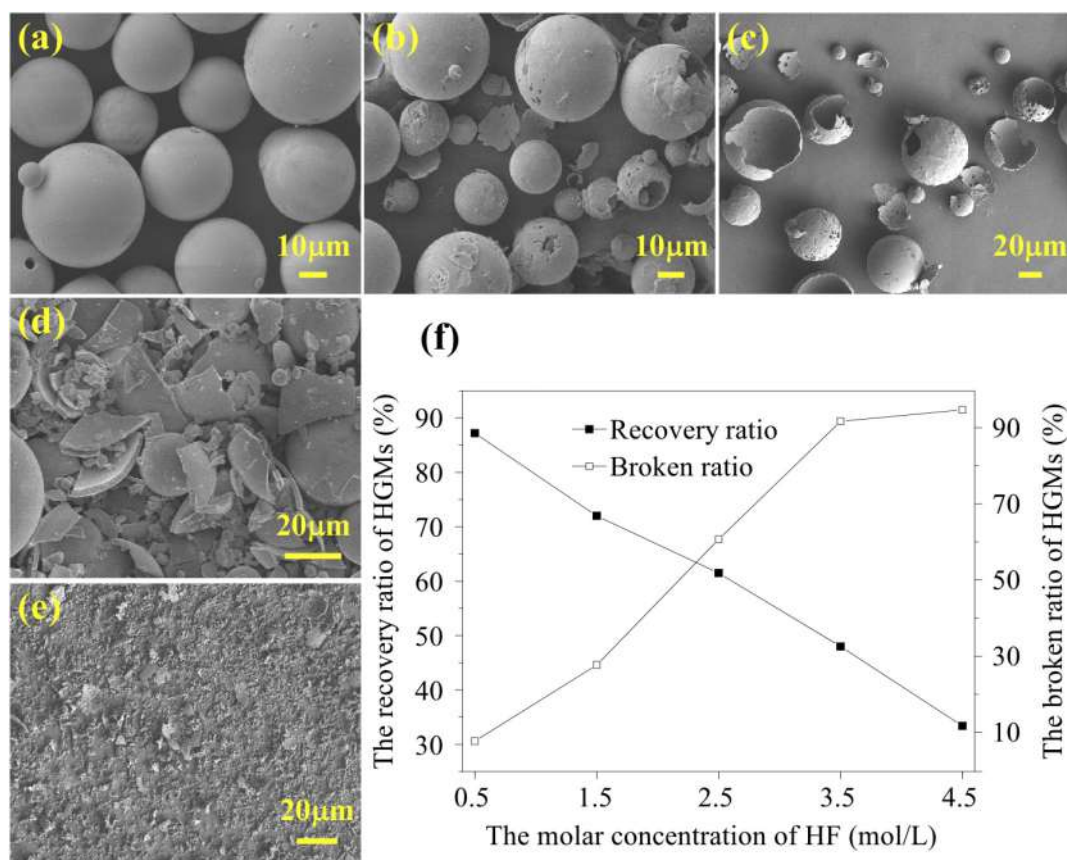 (a)
10μm
(b)
10μm
(c)
20μm
(d)
20μm
(e)
20μm
(f)
The recovery ratio of HGMs (%)
90
80
70
60
50
40
30
Recovery ratio
Broken ratio
90
70
50
30
10
The broken ratio of HGMs (%)
0.5 1.5 2.5 3.5 4.5
The molar concentration of HF (mol/L)